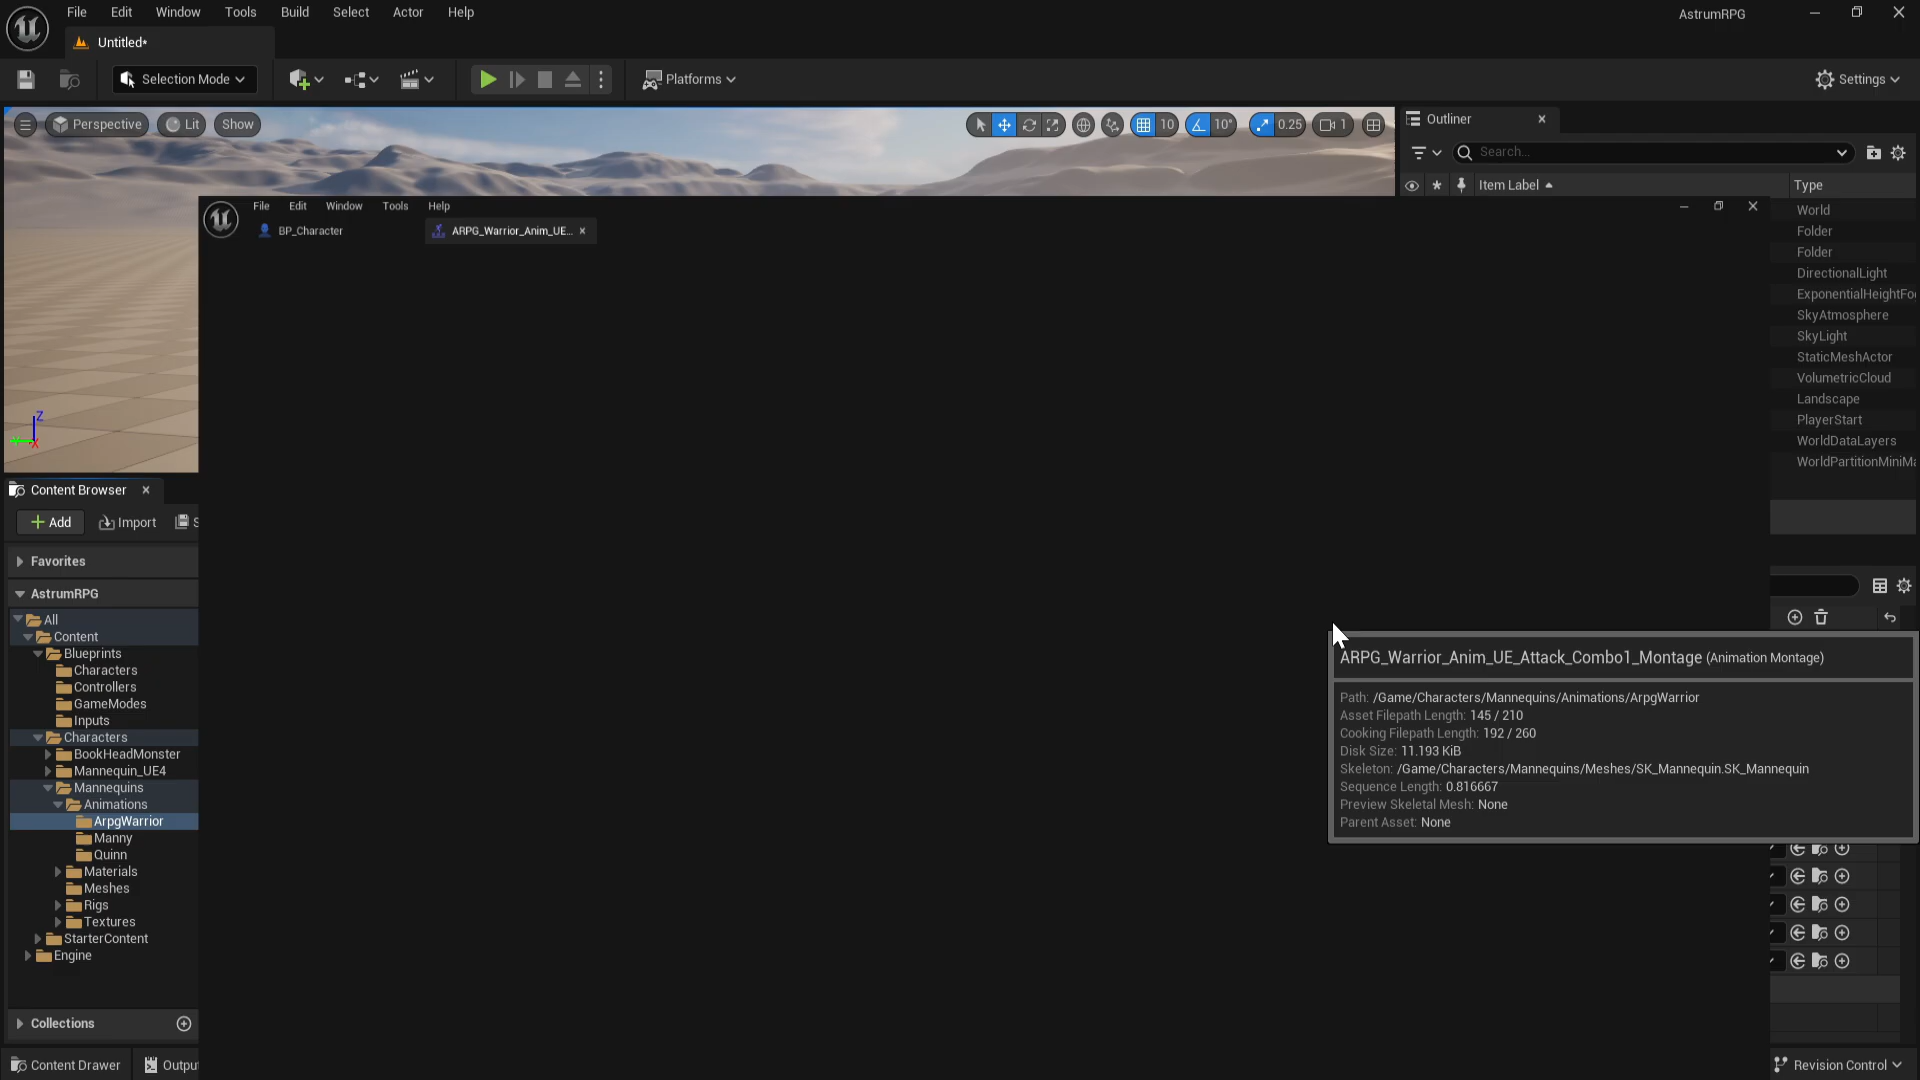 File Edit Window Tools Build Select Actor Help
AstrumRPG
Untitled*
Selection Mode
Platforms
Settings
Perspective Lit Show
10 10° 0.25 1
Outliner
Search...
Item Label Type
World
Folder
Folder
DirectionalLight
ExponentialHeightFo
SkyAtmosphere
SkyLight
StaticMeshActor
VolumetricCloud
Landscape
PlayerStart
WorldDataLayers
WorldPartitionMiniMa
File Edit Window Tools Help
BP_Character
ARPG_Warrior_Anim_UE...
Z
Content Browser
Add Import S
Favorites
AstrumRPG
All
Content
Blueprints
Characters
Controllers
GameModes
Inputs
Characters
BookHeadMonster
Mannequin_UE4
Mannequins
Animations
ArpgWarrior
Manny
Quinn
Materials
Meshes
Rigs
Textures
StarterContent
Engine
Collections
Content Drawer
Outpu
ARPG_Warrior_Anim_UE_Attack_Combo1_Montage (Animation Montage)
Path: /Game/Characters/Mannequins/Animations/ArpgWarrior
Asset Filepath Length: 145 / 210
Cooking Filepath Length: 192 / 260
Disk Size: 11.193 KiB
Skeleton: /Game/Characters/Mannequins/Meshes/SK_Mannequin.SK_Mannequin
Sequence Length: 0.816667
Preview Skeletal Mesh: None
Parent Asset: None
Revision Control